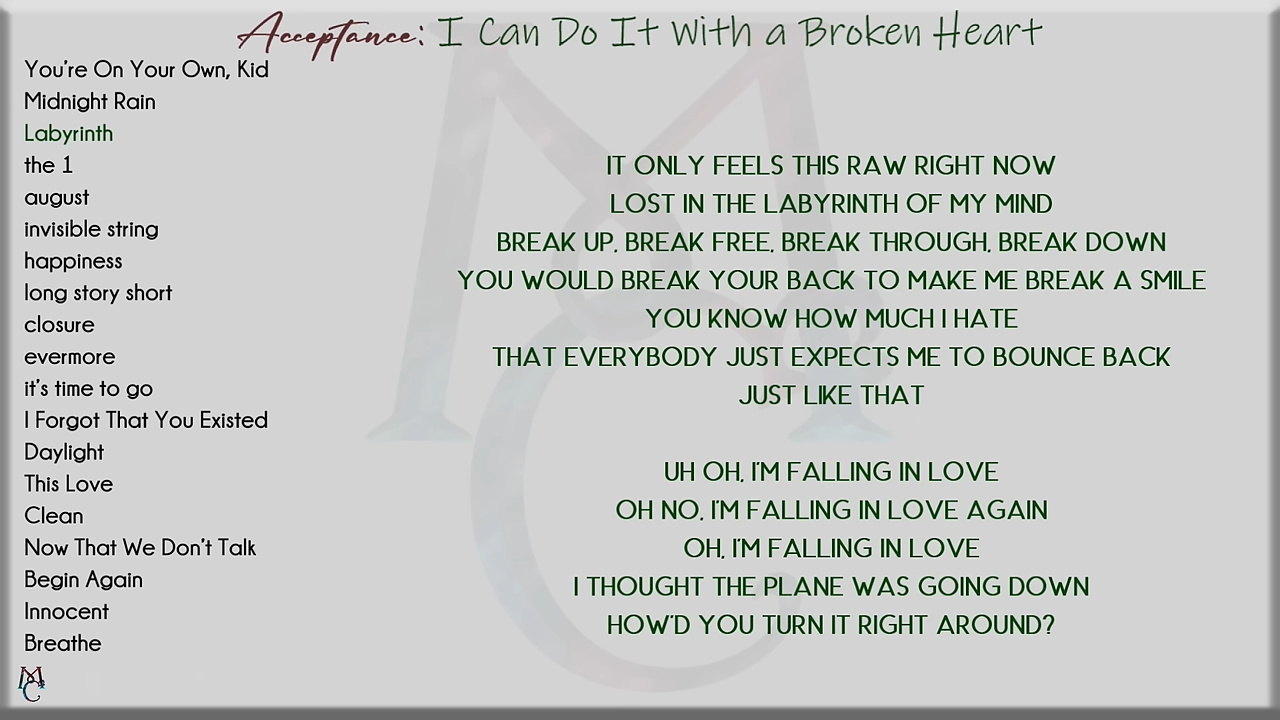 Acceptance: I Can Do It With a Broken Heart
You're On Your Own, Kid
Midnight Rain
Labyrinth
the 1
august
invisible string
happiness
long story short
closure
evermore
it's time to go
I Forgot That You Existed
Daylight
This Love
Clean
Now That We Don't Talk
Begin Again
Innocent
Breathe
IT ONLY FEELS THIS RAW RIGHT NOW
LOST IN THE LABYRINTH OF MY MIND
BREAK UP, BREAK FREE, BREAK THROUGH, BREAK DOWN
YOU WOULD BREAK YOUR BACK TO MAKE ME BREAK A SMILE
YOU KNOW HOW MUCH I HATE
THAT EVERYBODY JUST EXPECTS ME TO BOUNCE BACK
JUST LIKE THAT
UH OH, I'M FALLING IN LOVE
OH NO, I'M FALLING IN LOVE AGAIN
OH, I'M FALLING IN LOVE
I THOUGHT THE PLANE WAS GOING DOWN
HOW'D YOU TURN IT RIGHT AROUND?